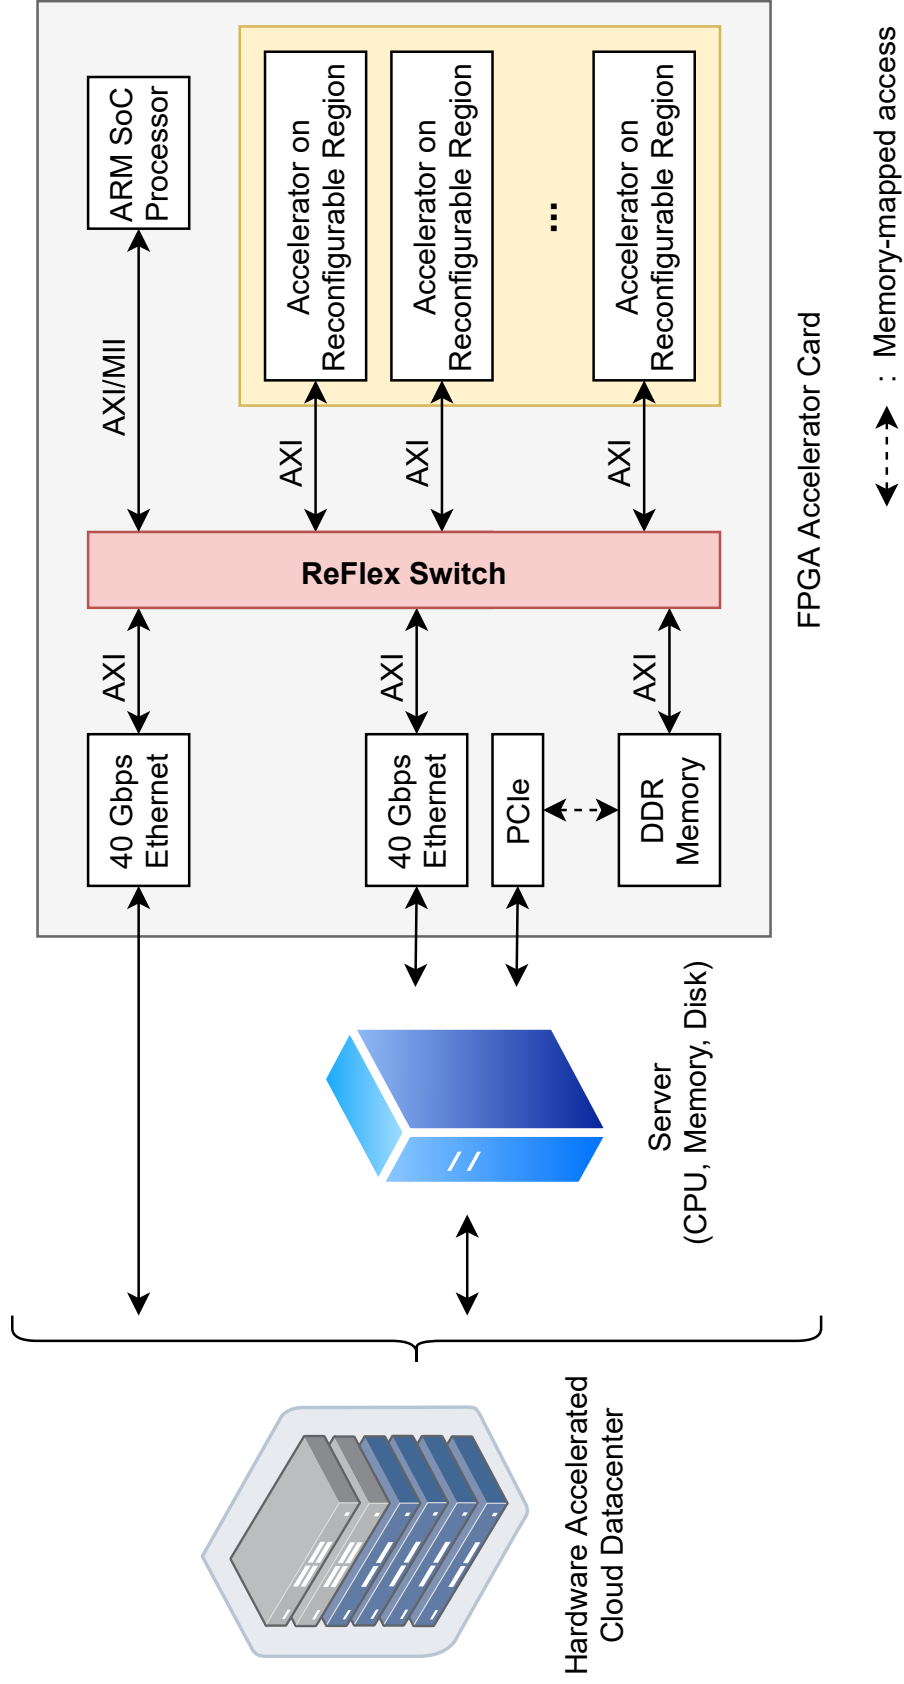 Hardware Accelerated
Cloud Datacenter
Server
(CPU, Memory, Disk)
40 Gbps
Ethernet
40 Gbps
Ethernet
PCIe
DDR
Memory
AXI
AXI
AXI
ReFlex Switch
AXI/MII
AXI
AXI
AXI
ARM SoC
Processor
Accelerator on
Reconfigurable Region
Accelerator on
Reconfigurable Region
...
Accelerator on
Reconfigurable Region
FPGA Accelerator Card
: Memory-mapped access